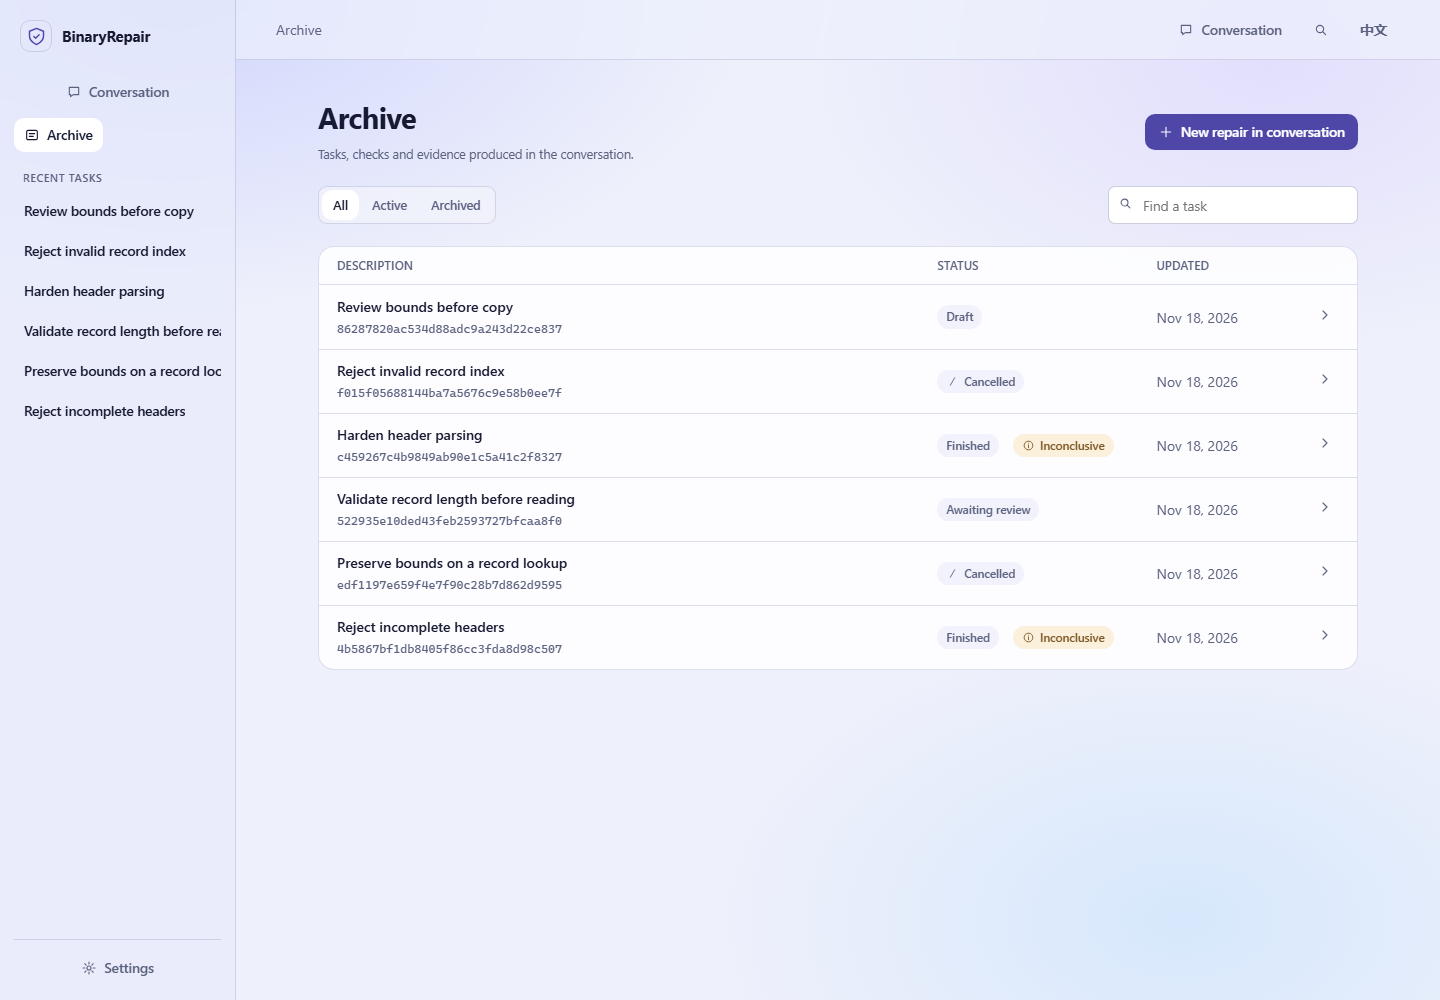 BinaryRepair
Conversation
Archive
RECENT TASKS
Review bounds before copy
Reject invalid record index
Harden header parsing
Validate record length before rea
Preserve bounds on a record loc
Reject incomplete headers
Settings
Archive
Conversation
中文
Archive
Tasks, checks and evidence produced in the conversation.
New repair in conversation
All Active Archived
Find a task
DESCRIPTION STATUS UPDATED
Review bounds before copy
86287820ac534d88adc9a243d22ce837
Draft
Nov 18, 2026
Reject invalid record index
f015f05688144ba7a5676c9e58b0ee7f
Cancelled
Nov 18, 2026
Harden header parsing
c459267c4b9849ab90e1c5a41c2f8327
Finished Inconclusive
Nov 18, 2026
Validate record length before reading
522935e10ded43feb2593727bfcaa8f0
Awaiting review
Nov 18, 2026
Preserve bounds on a record lookup
edf1197e659f4e7f90c28b7d862d9595
Cancelled
Nov 18, 2026
Reject incomplete headers
4b5867bf1db8405f86cc3fda8d98c507
Finished Inconclusive
Nov 18, 2026